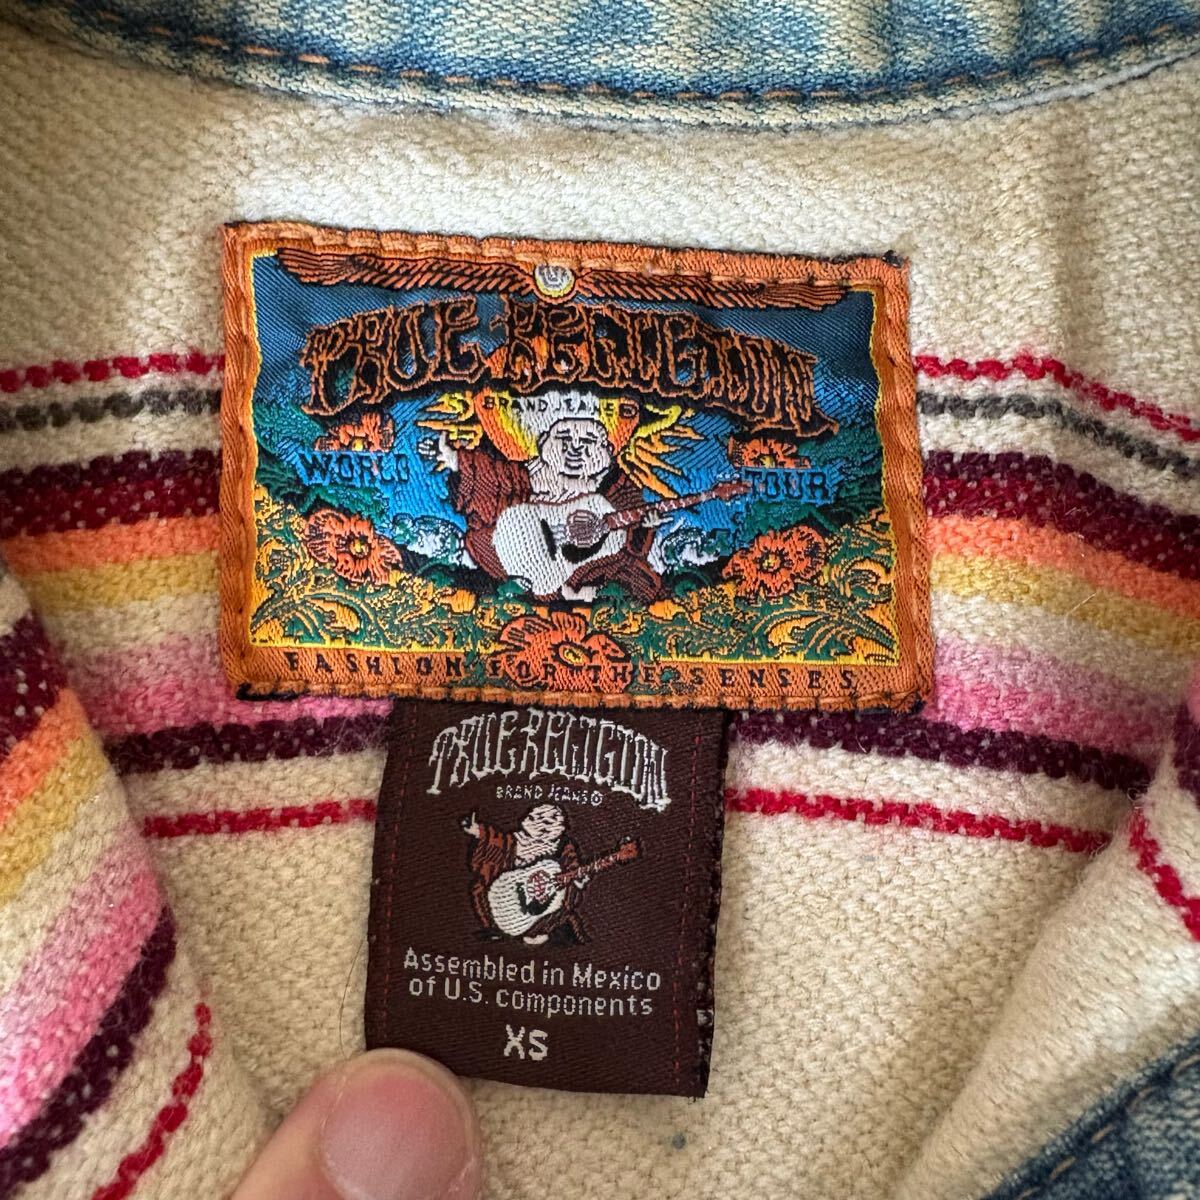 TRUE RELIGION
BRAND JEANS
WORLD TOUR
FASHION FOR THE SENSES
TRUE RELIGION
BRAND JEANS®
Assembled in Mexico
of U.S. components
XS